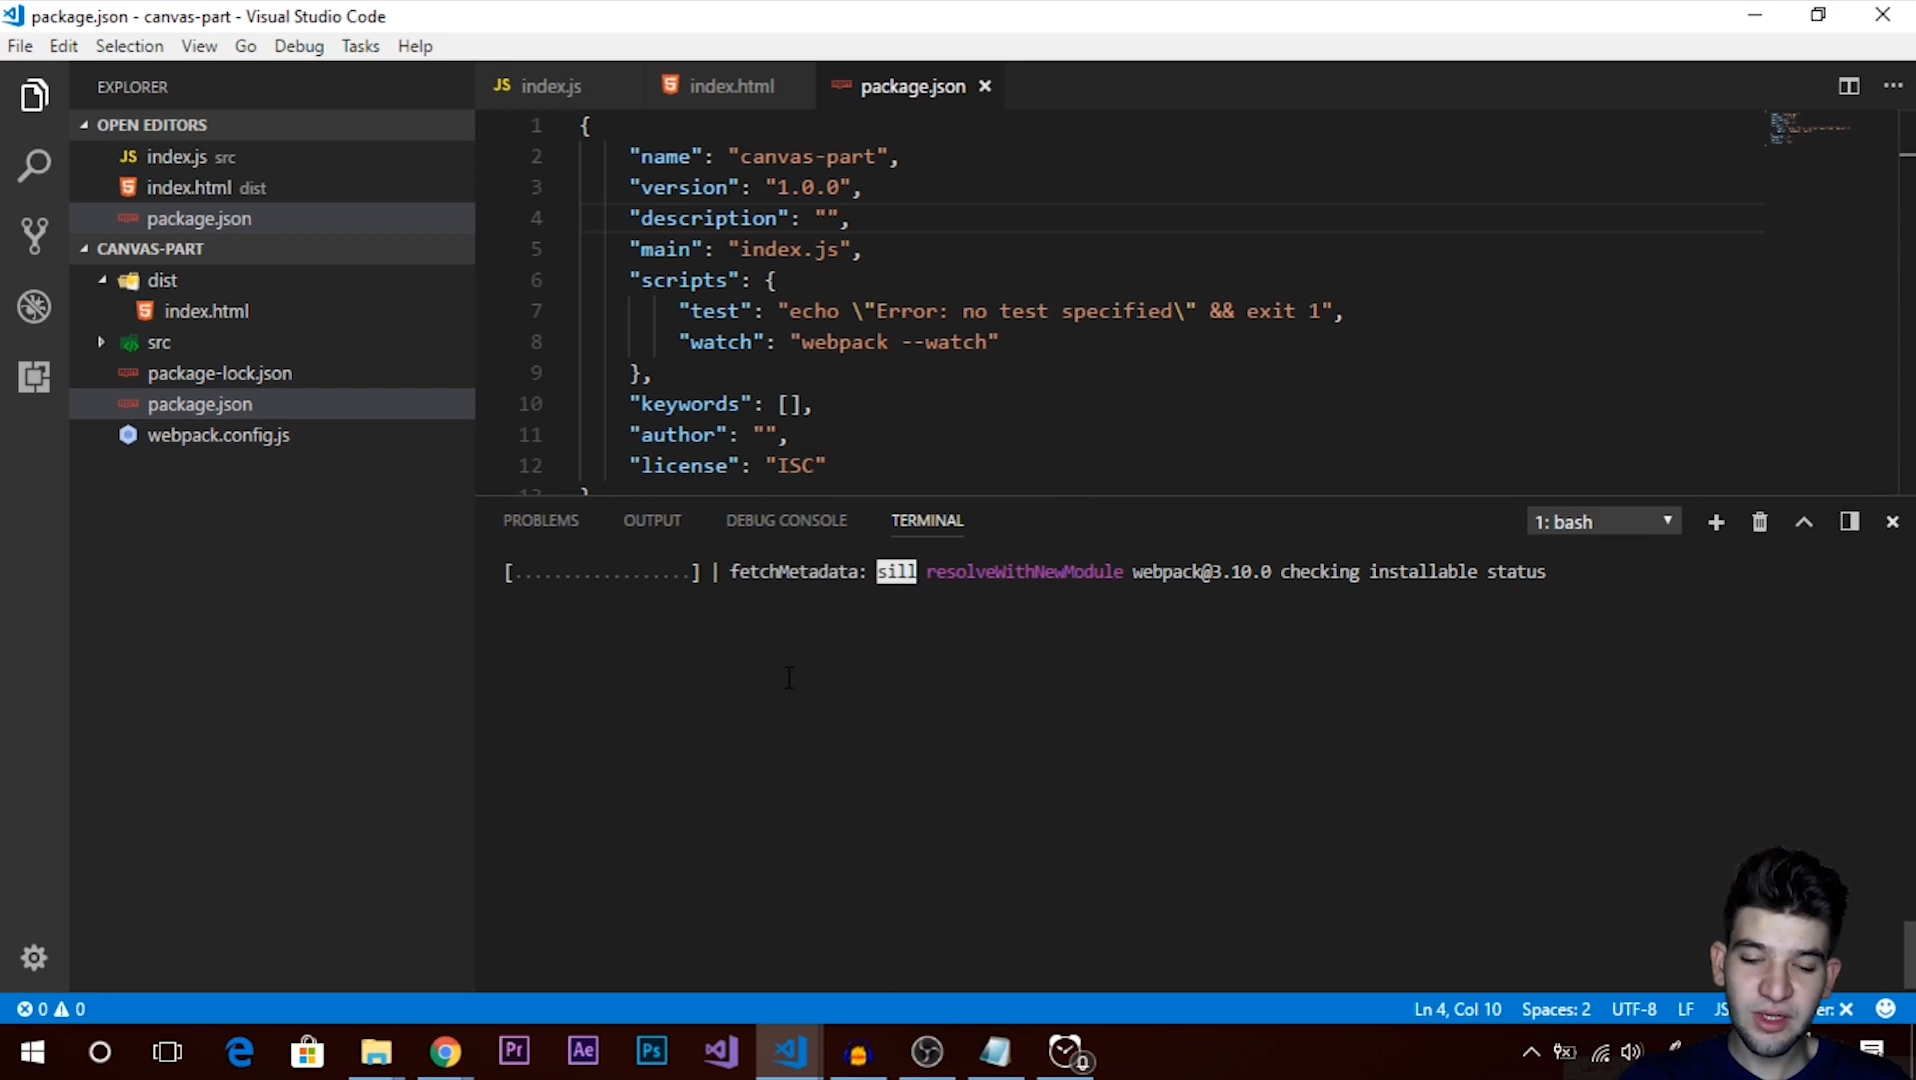 package.json - canvas-part - Visual Studio Code
File Edit Selection View Go Debug Tasks Help
EXPLORER
OPEN EDITORS
JS index.js src
index.html dist
package.json
CANVAS-PART
dist
index.html
src
package-lock.json
package.json
webpack.config.js
JS index.js
index.html
package.json
1 {
2 "name": "canvas-part",
3 "version": "1.0.0",
4 "description": "",
5 "main": "index.js",
6 "scripts": {
7 "test": "echo \"Error: no test specified\" && exit 1",
8 "watch": "webpack --watch"
9 },
10 "keywords": [],
11 "author": "",
12 "license": "ISC"
13 }
PROBLEMS OUTPUT DEBUG CONSOLE TERMINAL
1: bash
[..................] | fetchMetadata: sill resolveWithNewModule webpack@3.10.0 checking installable status
0 0
Ln 4, Col 10 Spaces: 2 UTF-8 LF
Pr Ae Ps